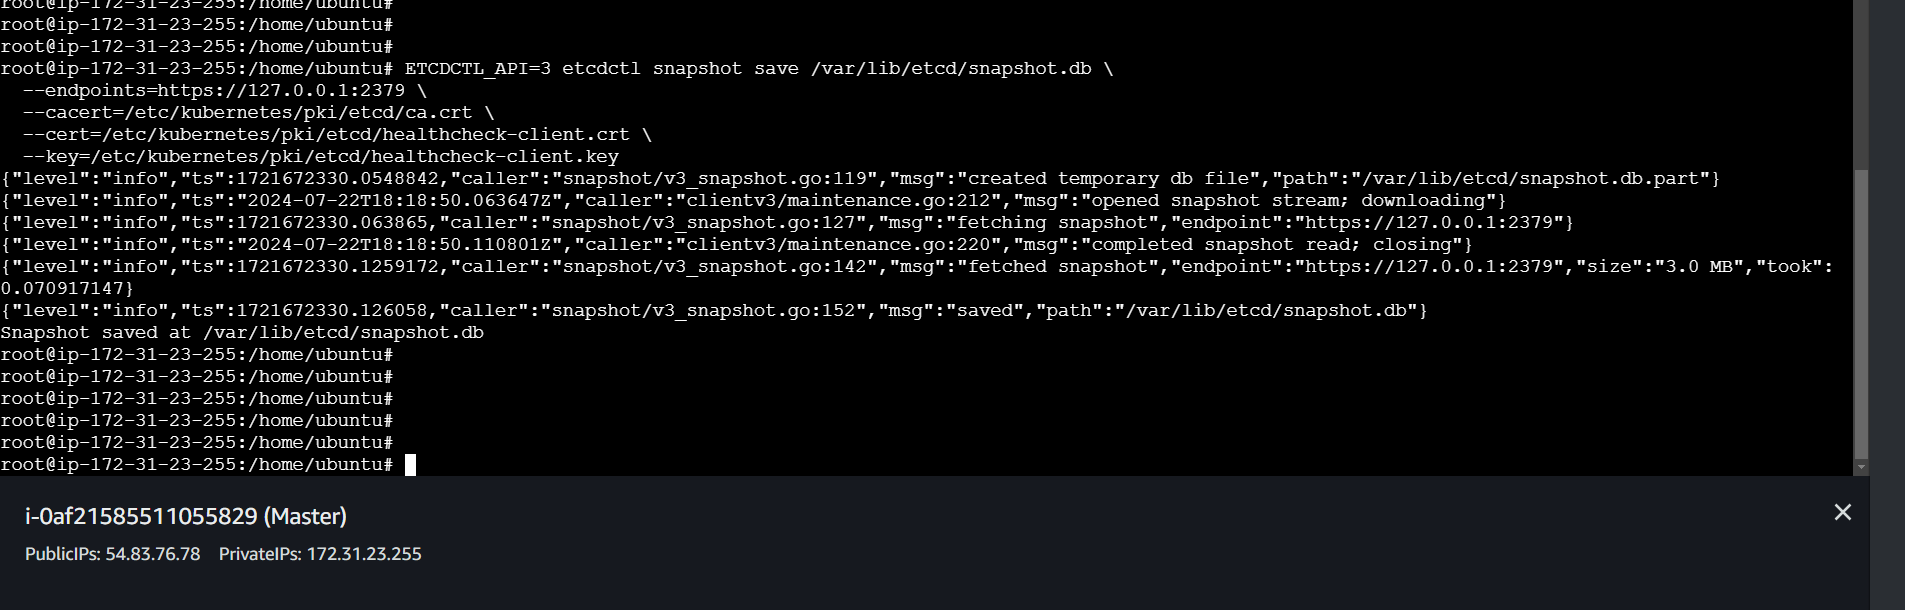 root@ip-172-31-23-255:/home/ubuntu#
root@ip-172-31-23-255:/home/ubuntu#
root@ip-172-31-23-255:/home/ubuntu#
root@ip-172-31-23-255:/home/ubuntu# ETCDCTL_API=3 etcdctl snapshot save /var/lib/etcd/snapshot.db \
  --endpoints=https://127.0.0.1:2379 \
  --cacert=/etc/kubernetes/pki/etcd/ca.crt \
  --cert=/etc/kubernetes/pki/etcd/healthcheck-client.crt \
  --key=/etc/kubernetes/pki/etcd/healthcheck-client.key
{"level":"info","ts":1721672330.0548842,"caller":"snapshot/v3_snapshot.go:119","msg":"created temporary db file","path":"/var/lib/etcd/snapshot.db.part"}
{"level":"info","ts":"2024-07-22T18:18:50.063647Z","caller":"clientv3/maintenance.go:212","msg":"opened snapshot stream; downloading"}
{"level":"info","ts":1721672330.063865,"caller":"snapshot/v3_snapshot.go:127","msg":"fetching snapshot","endpoint":"https://127.0.0.1:2379"}
{"level":"info","ts":"2024-07-22T18:18:50.110801Z","caller":"clientv3/maintenance.go:220","msg":"completed snapshot read; closing"}
{"level":"info","ts":1721672330.1259172,"caller":"snapshot/v3_snapshot.go:142","msg":"fetched snapshot","endpoint":"https://127.0.0.1:2379","size":"3.0 MB","took":
0.070917147}
{"level":"info","ts":1721672330.126058,"caller":"snapshot/v3_snapshot.go:152","msg":"saved","path":"/var/lib/etcd/snapshot.db"}
Snapshot saved at /var/lib/etcd/snapshot.db
root@ip-172-31-23-255:/home/ubuntu#
root@ip-172-31-23-255:/home/ubuntu#
root@ip-172-31-23-255:/home/ubuntu#
root@ip-172-31-23-255:/home/ubuntu#
root@ip-172-31-23-255:/home/ubuntu#
root@ip-172-31-23-255:/home/ubuntu#
i-0af21585511055829 (Master)
PublicIPs: 54.83.76.78 PrivateIPs: 172.31.23.255